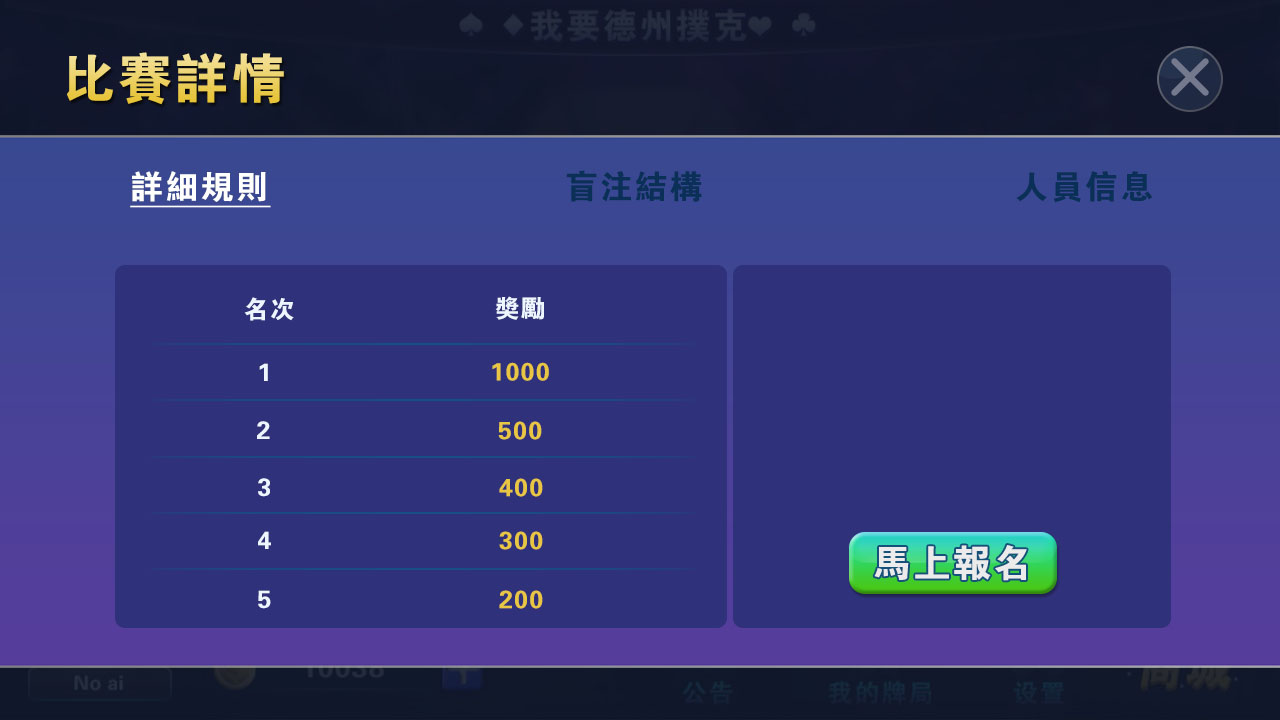 我要德州撲克
比賽詳情
詳細規則
盲注結構
人員信息
名次 獎勵
1 1000
2 500
3 400
4 300
5 200
馬上報名
No ai
10038
公告
我的牌局
设置
商城